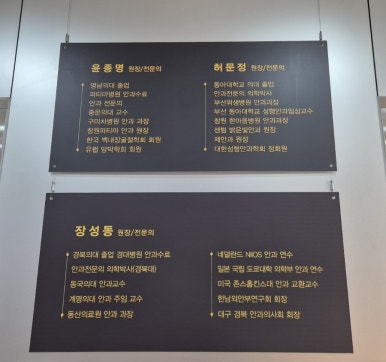 윤종명 원장/전문의
영남의대 졸업
파티마병원 안과수료
안과 전문의
중문의대 교수
구미차병원 안과 과장
창원파티마 안과 원장
한국 백내장굴절학회 회원
유럽 망막학회 회원
허문정 원장/전문의
동아대학교 의대 졸업
안과전문의 의학박사
부산위생병원 안과과장
부산 동아대학교 성형안과임상교수
창원 한마음병원 안과과장
센텀 밝은빛안과 원장
제안과 원장
대한성형안과학회 정회원
장성동 원장/전문의
경북의대 졸업 경대병원 안과수료
안과전문의 의학박사(경북대)
동국의대 안과교수
계명의대 안과 주임 교수
동산의료원 안과 과장
네덜란드 NIIOS 안과 연수
일본 국립 도쿄대학 의학부 안과 연수
미국 존스홉킨스대 안과 교환교수
한남외안부연구회 회장
대구 경북 안과의사회 회장